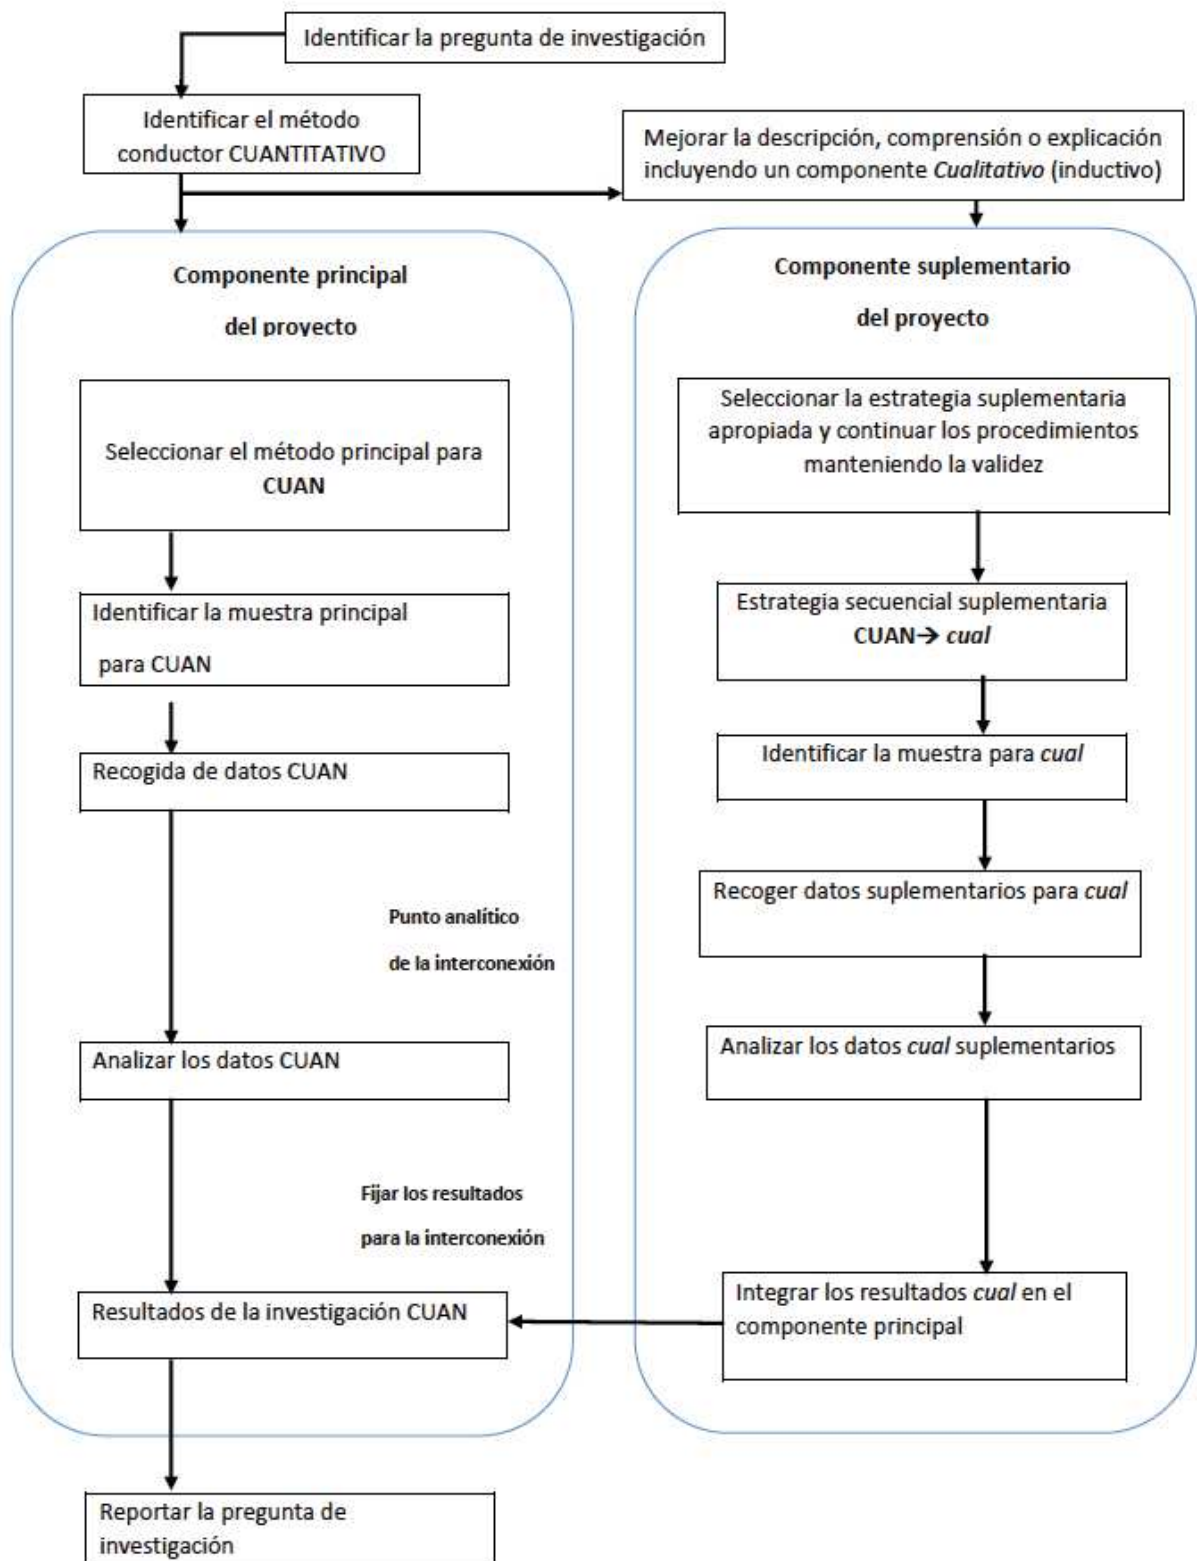 Identificar la pregunta de investigación
Identificar el método
conductor CUANTITATIVO
Mejorar la descripción, comprensión o explicación
incluyendo un componente Cualitativo (inductivo)
Componente principal
del proyecto
Seleccionar el método principal para
CUAN
Identificar la muestra principal
para CUAN
Recogida de datos CUAN
Punto analítico
de la interconexión
Analizar los datos CUAN
Fijar los resultados
para la interconexión
Resultados de la investigación CUAN
Componente suplementario
del proyecto
Seleccionar la estrategia suplementaria
apropiada y continuar los procedimientos
manteniendo la validez
Estrategia secuencial suplementaria
CUAN→ cual
Identificar la muestra para cual
Recoger datos suplementarios para cual
Analizar los datos cual suplementarios
Integrar los resultados cual en el
componente principal
Reportar la pregunta de
investigación